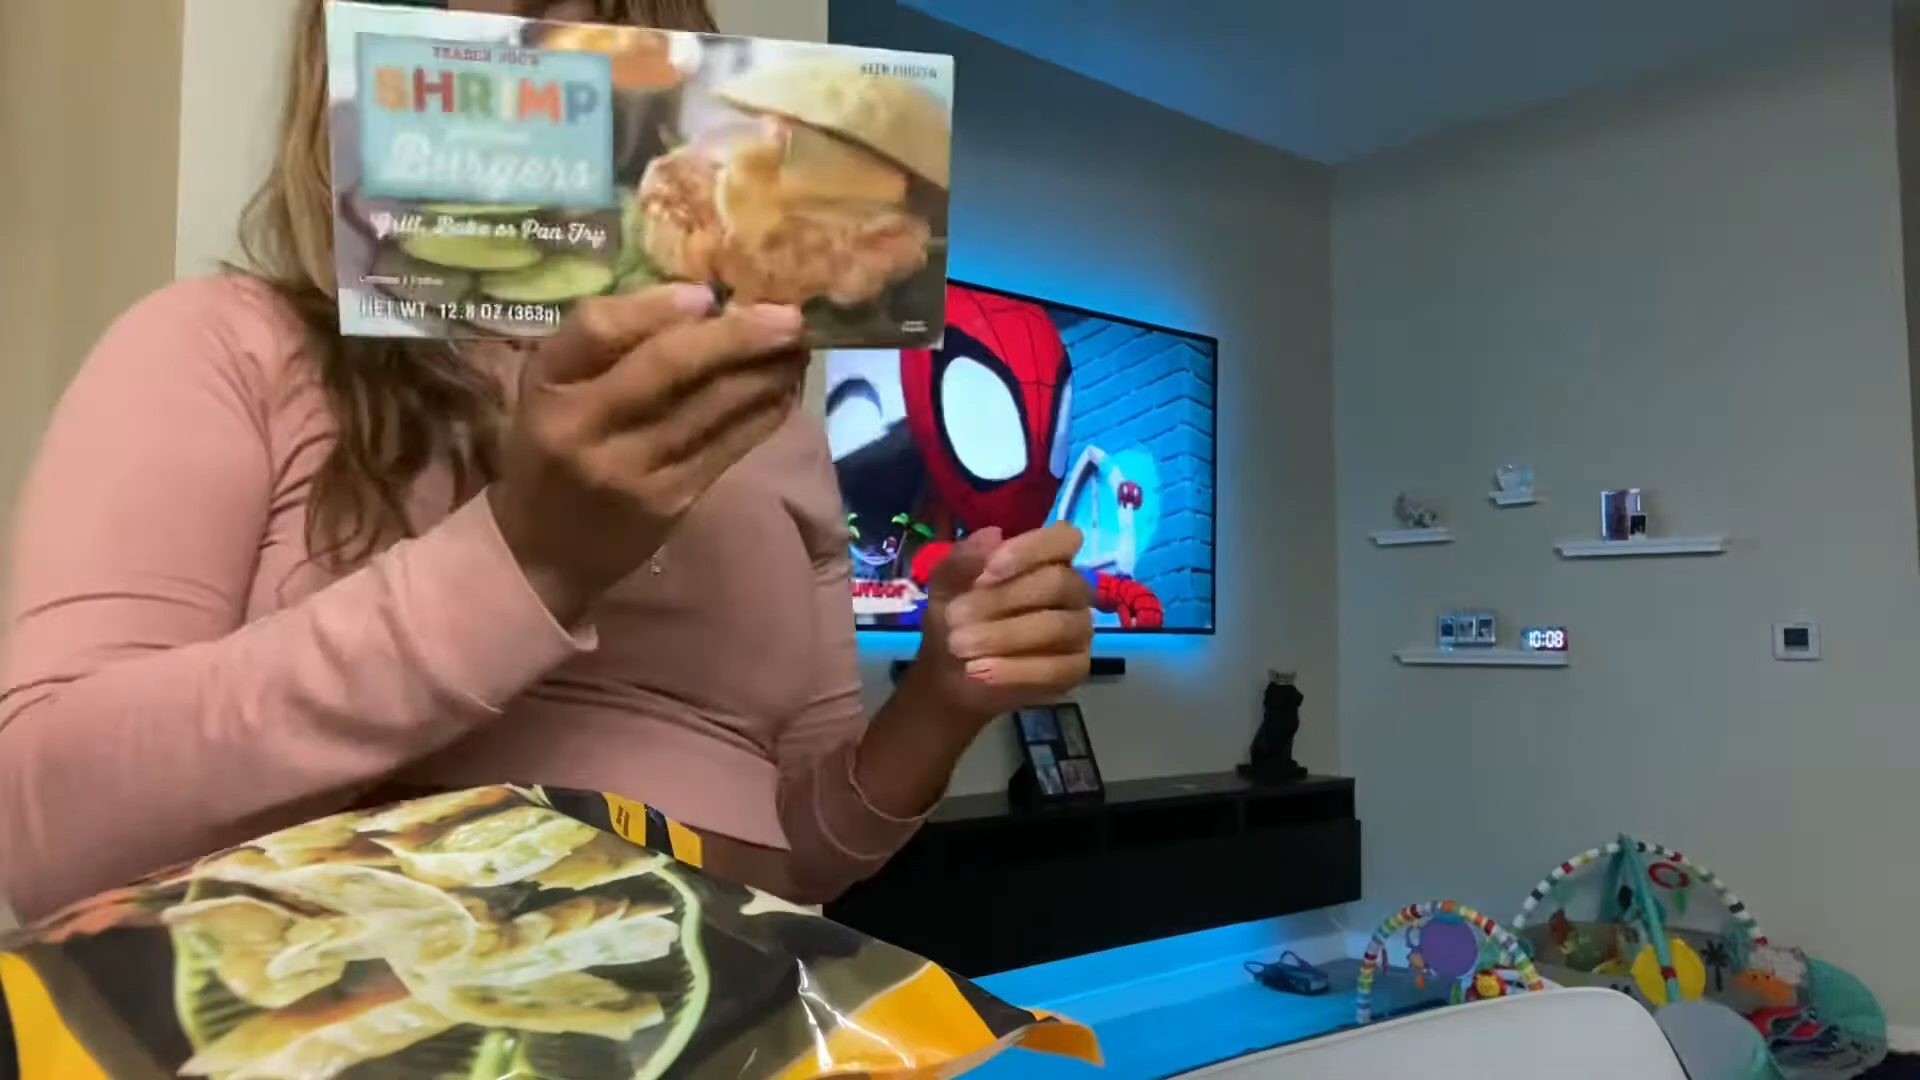 TRADER JOE'S
SHRIMP
Burgers
Grill, Bake or Pan Fry
KEEP FROZEN
NET WT. 12.8 OZ (363g)
junior
10:08